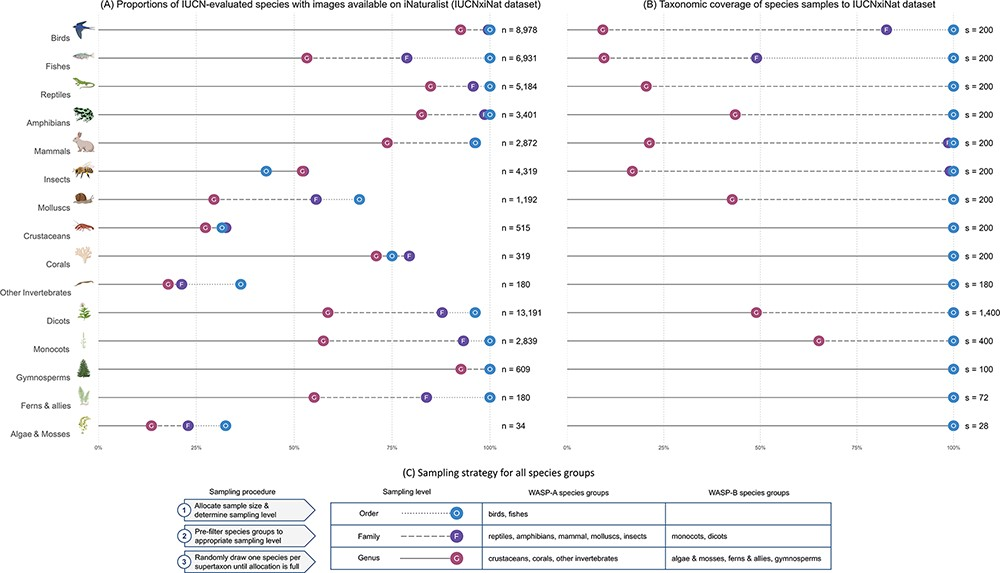 (A) Proportions of IUCN-evaluated species with images available on iNaturalist (IUCNxiNat dataset)
(B) Taxonomic coverage of species samples to IUCNxiNat dataset
Birds G O n = 8,978 G F O s = 200
Fishes G F O n = 6,931 G F O s = 200
Reptiles G F O n = 5,184 G O s = 200
Amphibians G F O n = 3,401 G O s = 200
Mammals G O n = 2,872 G F O s = 200
Insects O G n = 4,319 G O s = 200
Molluscs G F O n = 1,192 G O s = 200
Crustaceans G O n = 515 O s = 200
Corals G O F n = 319 O s = 200
Other Invertebrates G F O n = 180 O s = 180
Dicots G F O n = 13,191 G O s = 1,400
Monocots G F O n = 2,839 G O s = 400
Gymnosperms G O n = 609 O s = 100
Ferns & allies G F O n = 180 O s = 72
Algae & Mosses G F O n = 34 O s = 28
0% 25% 50% 75% 100% 0% 25% 50% 75% 100%
(C) Sampling strategy for all species groups
Sampling procedure
1 Allocate sample size &
determine sampling level
2 Pre-filter species groups to
appropriate sampling level
3 Randomly draw one species per
supertaxon until allocation is full
Sampling level WASP-A species groups WASP-B species groups
Order O birds, fishes
Family F reptiles, amphibians, mammal, molluscs, insects monocots, dicots
Genus G crustaceans, corals, other invertebrates algae & mosses, ferns & allies, gymnosperms